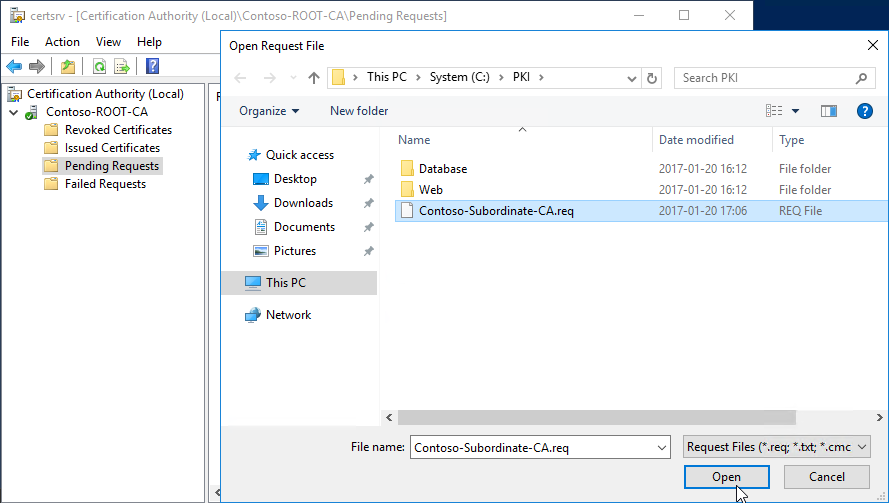 certsrv - [Certification Authority (Local)\Contoso-ROOT-CA\Pending Requests]
File Action View Help
Open Request File
This PC > System (C:) > PKI >
Search PKI
Organize New folder
Certification Authority (Local)
Contoso-ROOT-CA
Revoked Certificates
Issued Certificates
Pending Requests
Failed Requests
Quick access
Desktop
Downloads
Documents
Pictures
This PC
Network
Name Date modified Type
Database 2017-01-20 16:12 File folder
Web 2017-01-20 16:12 File folder
Contoso-Subordinate-CA.req 2017-01-20 17:06 REQ File
File name: Contoso-Subordinate-CA.req Request Files (*.req; *.txt; *.cmc
Open Cancel